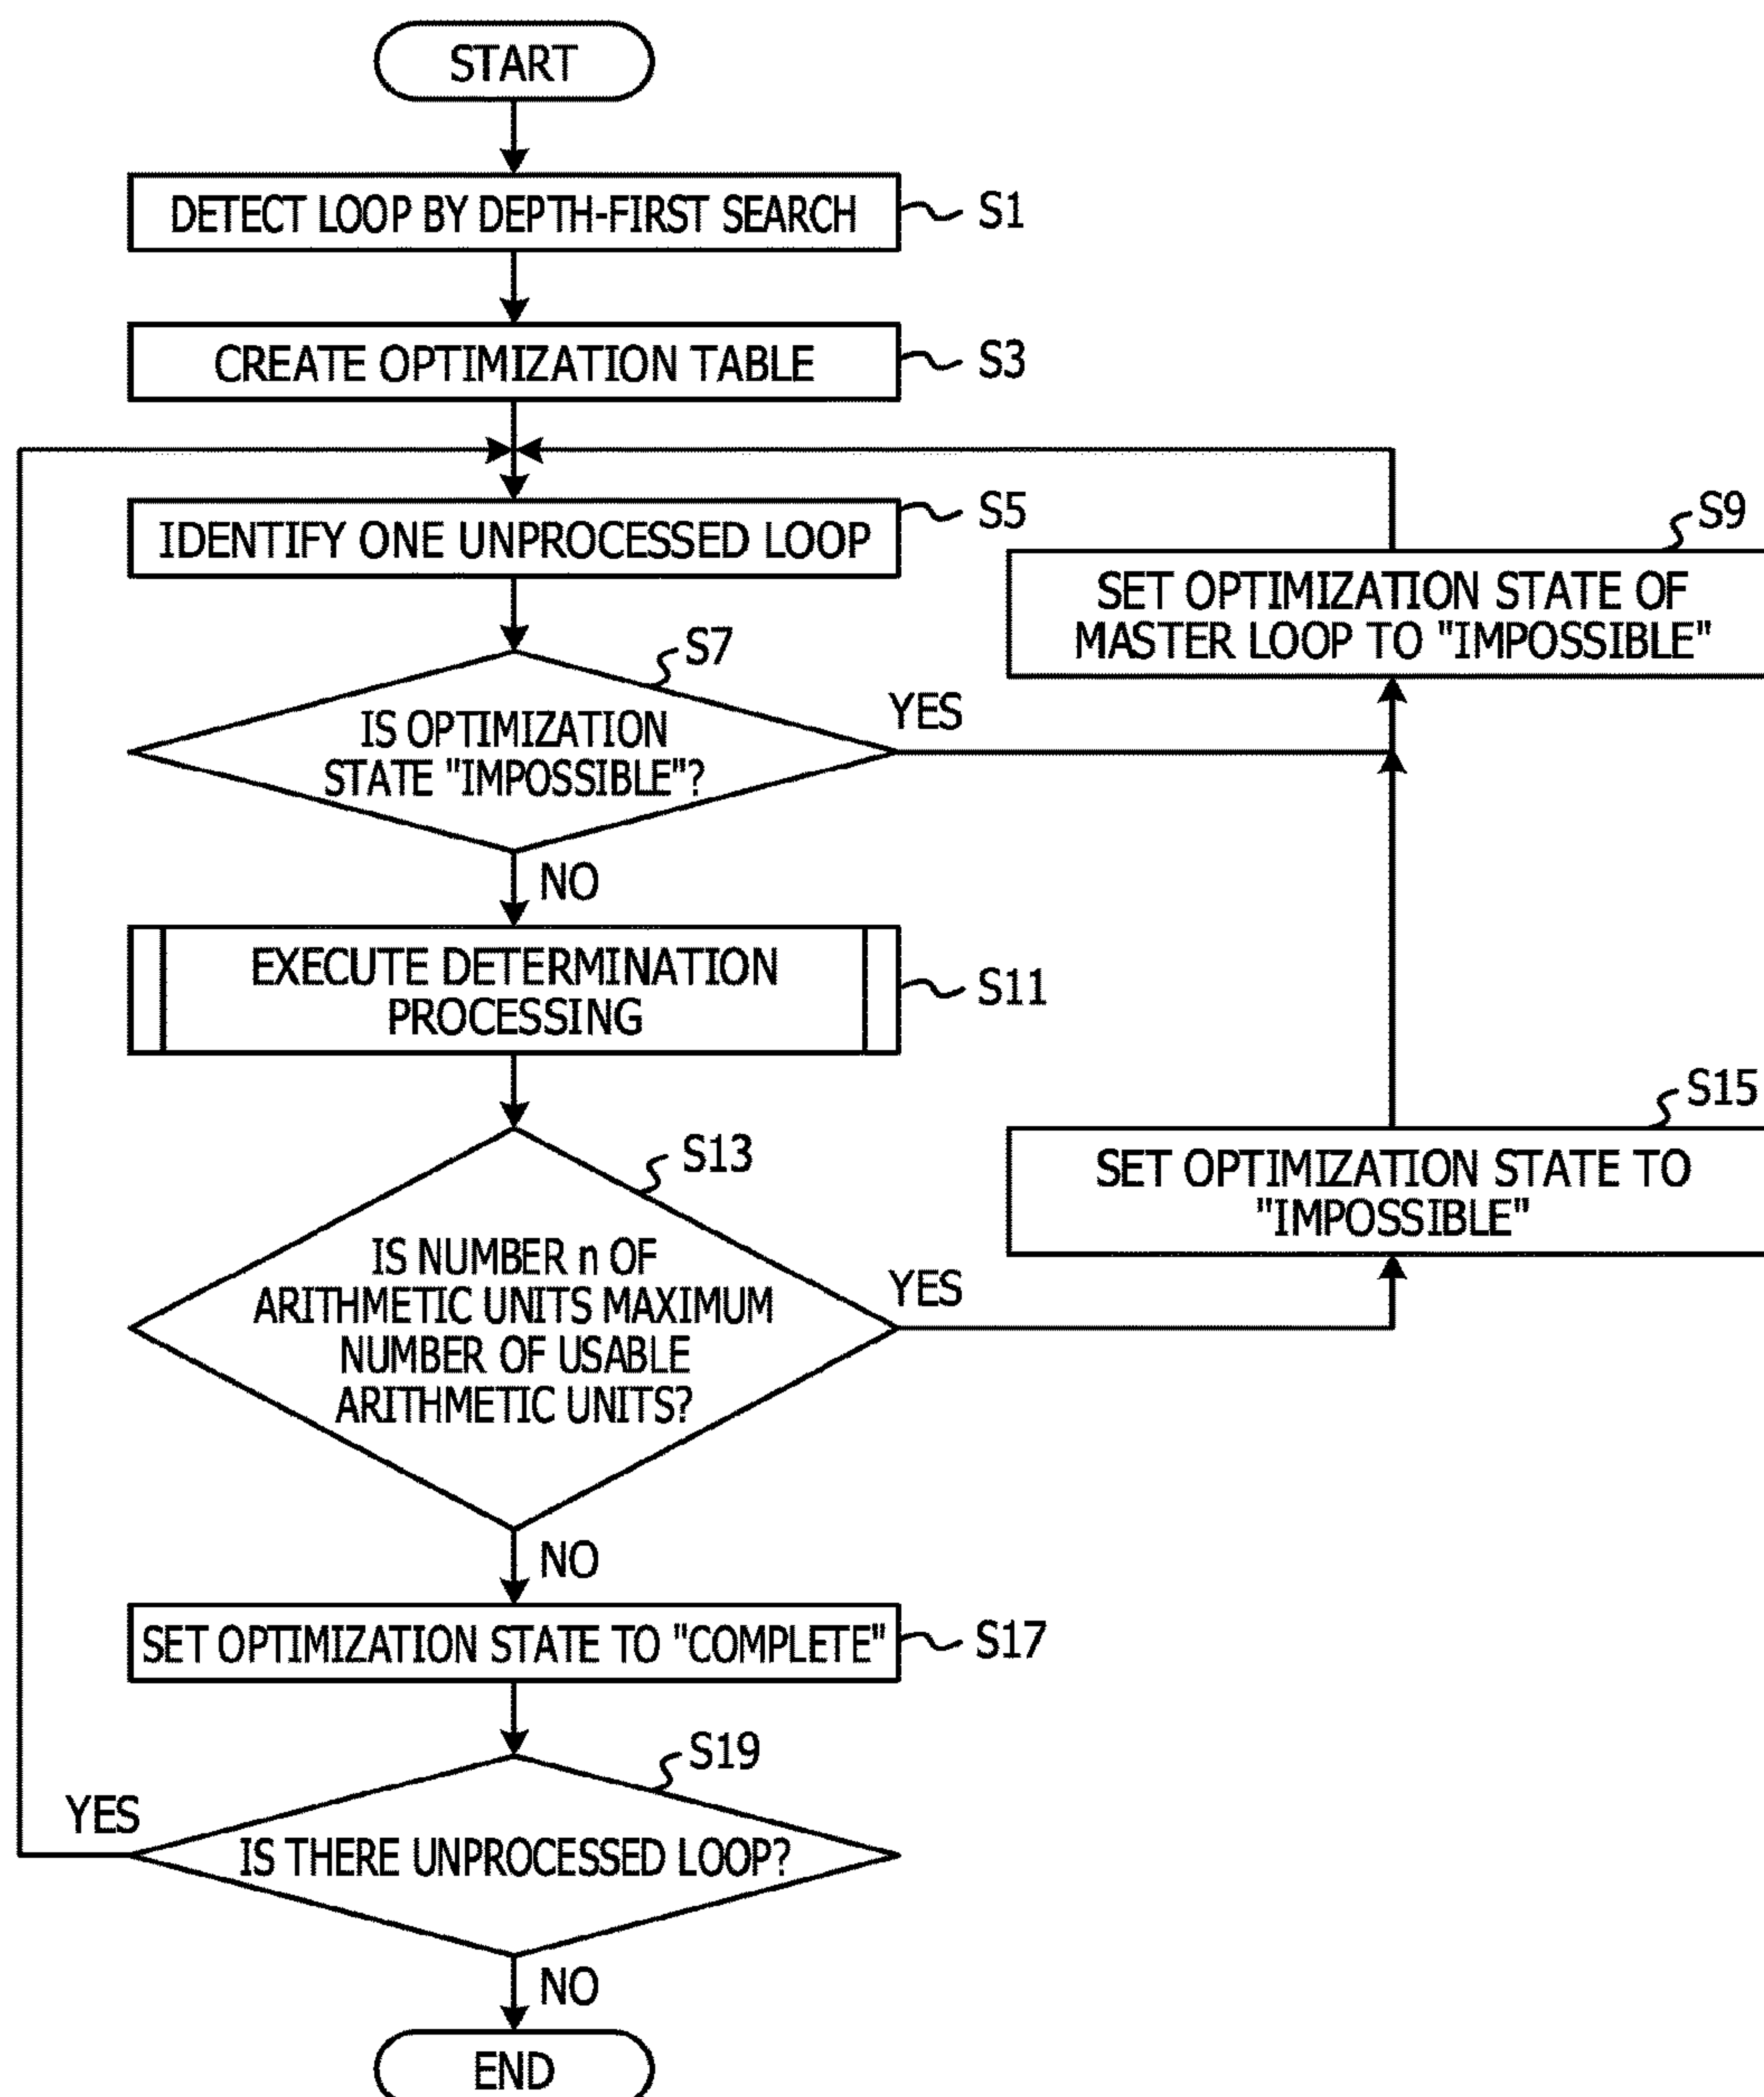 START
DETECT LOOP BY DEPTH-FIRST SEARCH
S1
CREATE OPTIMIZATION TABLE
S3
IDENTIFY ONE UNPROCESSED LOOP
S5
S9
SET OPTIMIZATION STATE OF
MASTER LOOP TO "IMPOSSIBLE"
S7
IS OPTIMIZATION
STATE "IMPOSSIBLE"?
YES
NO
EXECUTE DETERMINATION
PROCESSING
S11
S15
SET OPTIMIZATION STATE TO
"IMPOSSIBLE"
S13
IS NUMBER n OF
ARITHMETIC UNITS MAXIMUM
NUMBER OF USABLE
ARITHMETIC UNITS?
YES
NO
SET OPTIMIZATION STATE TO "COMPLETE"
S17
S19
YES
IS THERE UNPROCESSED LOOP?
NO
END